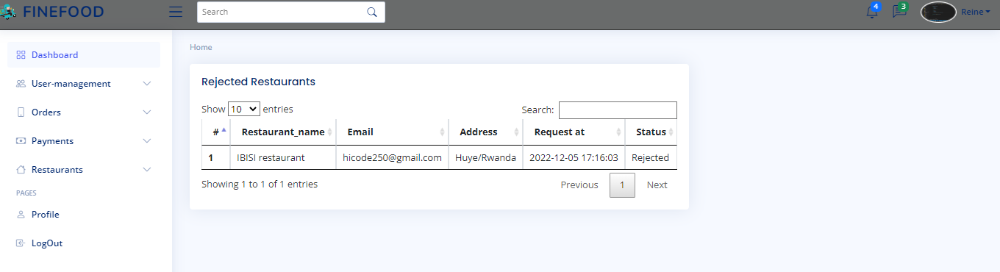 FINEFOOD
Search
4
3
Reine
Dashboard
User-management
Orders
Payments
Restaurants
PAGES
Profile
LogOut
Home
Rejected Restaurants
Show 10 entries
Search:
# Restaurant_name Email Address Request at Status
1 IBISI restaurant hicode250@gmail.com Huye/Rwanda 2022-12-05 17:16:03 Rejected
Showing 1 to 1 of 1 entries
Previous 1 Next